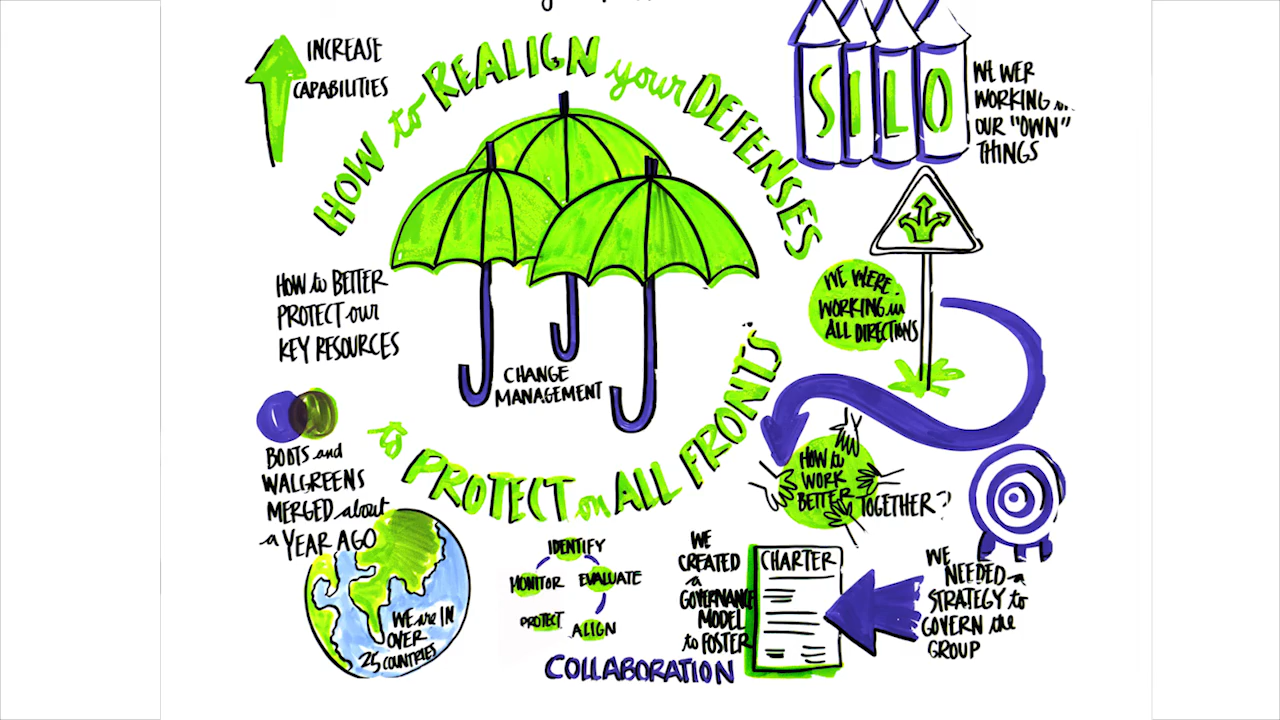 INCREASE
CAPABILITIES
HOW to REALIGN your DEFENSES
to PROTECT on ALL FRONTS
HOW to BETTER
PROTECT our
KEY RESOURCES
CHANGE
MANAGEMENT
BOOTS and
WALGREENS
MERGED about
a YEAR AGO
WE are IN
OVER
25 COUNTRIES
IDENTIFY
EVALUATE
ALIGN
PROTECT
MONITOR
SILO
WE WER
WORKING
OUR "OWN"
THINGS
WE WERE
WORKING in
ALL DIRECTIONS
HOW to
WORK
BETTER
TOGETHER?
WE
NEEDED a
STRATEGY to
GOVERN the
GROUP
CHARTER
WE
CREATED
a
GOVERNANCE
MODEL
to FOSTER
COLLABORATION